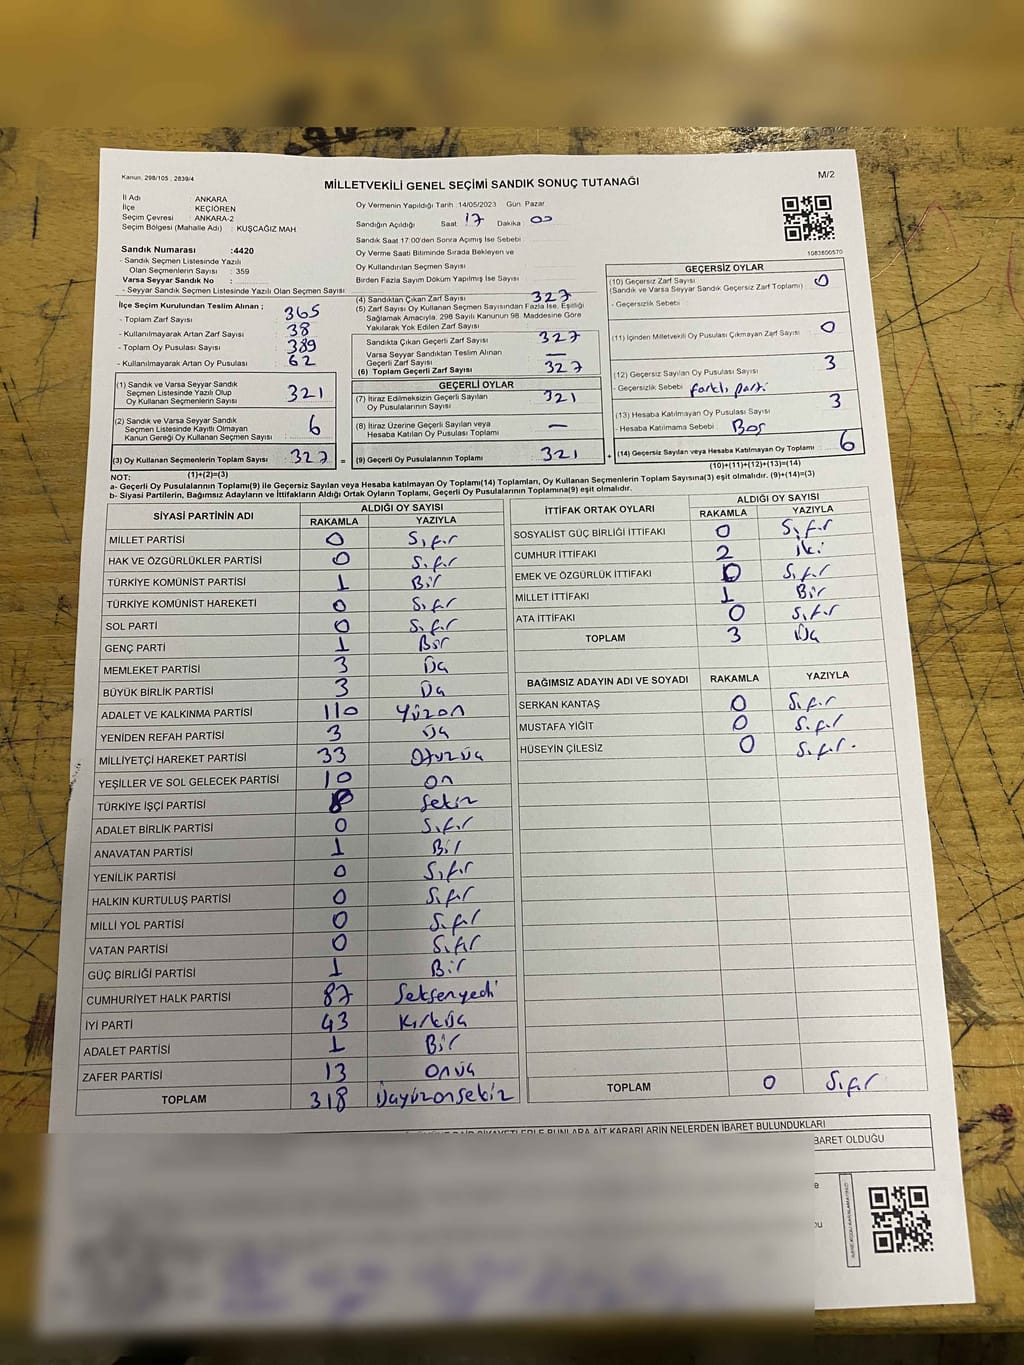 Kanun, 298/105 , 2839/4
M/2
MİLLETVEKİLİ GENEL SEÇİMİ SANDIK SONUÇ TUTANAĞI
İl Adı : ANKARA
İlçe : KEÇİÖREN
Seçim Çevresi : ANKARA-2
Seçim Bölgesi (Mahalle Adı) : KUŞCAĞIZ MAH.
Sandık Numarası :4420
- Sandık Seçmen Listesinde Yazılı
Olan Seçmenlerin Sayısı : 359
Varsa Seyyar Sandık No :
- Seyyar Sandık Seçmen Listesinde Yazılı Olan Seçmen Sayısı :
İlçe Seçim Kurulundan Teslim Alınan ;
- Toplam Zarf Sayısı : 365
- Kullanılmayarak Artan Zarf Sayısı : 38
- Toplam Oy Pusulası Sayısı : 389
- Kullanılmayarak Artan Oy Pusulası : 62
(1) Sandık ve Varsa Seyyar Sandık
Seçmen Listesinde Yazılı Olup
Oy Kullanan Seçmenlerin Sayısı : 321
(2) Sandık ve Varsa Seyyar Sandık
Seçmen Listesinde Kayıtlı Olmayan
Kanun Gereği Oy Kullanan Seçmen Sayısı : 6
(3) Oy Kullanan Seçmenlerin Toplam Sayısı : 327
(1)+(2)=(3)
Oy Vermenin Yapıldığı Tarih :14/05/2023 Gün: Pazar
Sandığın Açıldığı Saat: 17 Dakika : 00
Sandık Saat 17:00'den Sonra Açımış İse Sebebi :
Oy Verme Saati Bitiminde Sırada Bekleyen ve
Oy Kullandırılan Seçmen Sayısı :
Birden Fazla Sayım Döküm Yapılmış İse Sayısı :
(4) Sandıktan Çıkan Zarf Sayısı : 327
(5) Zarf Sayısı Oy Kullanan Seçmen Sayısından Fazla İse, Eşitliği
Sağlamak Amacıyla, 298 Sayılı Kanunun 98. Maddesine Göre
Yakılarak Yok Edilen Zarf Sayısı :
Sandıkta Çıkan Geçerli Zarf Sayısı : 327
Varsa Seyyar Sandıktan Teslim Alınan
Geçerli Zarf Sayısı : —
(6) Toplam Geçerli Zarf Sayısı : 327
GEÇERLİ OYLAR
(7) İtiraz Edilmeksizin Geçerli Sayılan
Oy Pusulalarının Sayısı : 321
(8) İtiraz Üzerine Geçerli Sayılan veya
Hesaba Katılan Oy Pusulası Toplamı : —
= (9) Geçerli Oy Pusulalarının Toplamı : 321
1083800570
GEÇERSİZ OYLAR
(10) Geçersiz Zarf Sayısı
(Sandık ve Varsa Seyyar Sandık Geçersiz Zarf Toplamı) : 0
- Geçersizlik Sebebi :
(11) İçinden Milletvekili Oy Pusulası Çıkmayan Zarf Sayısı : 0
(12) Geçersiz Sayılan Oy Pusulası Sayısı : 3
- Geçersizlik Sebebi : farklı parti
(13) Hesaba Katılmayan Oy Pusulası Sayısı : 3
- Hesaba Katılmama Sebebi : Boş
+ (14) Geçersiz Sayılan veya Hesaba Katılmayan Oy Toplamı : 6
(10)+(11)+(12)+(13)=(14)
NOT:
a- Geçerli Oy Pusulalarının Toplamı(9) ile Geçersiz Sayılan veya Hesaba katılmayan Oy Toplamı(14) Toplamları, Oy Kullanan Seçmenlerin Toplam Sayısına(3) eşit olmalıdır. (9)+(14)=(3)
b- Siyasi Partilerin, Bağımsız Adayların ve İttifakların Aldığı Ortak Oyların Toplamı, Geçerli Oy Pusulalarının Toplamına(9) eşit olmalıdır.
SİYASİ PARTİNİN ADI ALDIĞI OY SAYISI
RAKAMLA YAZIYLA
MİLLET PARTİSİ 0 Sıfır
HAK VE ÖZGÜRLÜKLER PARTİSİ 0 Sıfır
TÜRKİYE KOMÜNİST PARTİSİ 1 Bir
TÜRKİYE KOMÜNİST HAREKETİ 0 Sıfır
SOL PARTİ 0 Sıfır
GENÇ PARTİ 1 Bir
MEMLEKET PARTİSİ 3 Üç
BÜYÜK BİRLİK PARTİSİ 3 Üç
ADALET VE KALKINMA PARTİSİ 110 Yüzon
YENİDEN REFAH PARTİSİ 3 Üç
MİLLİYETÇİ HAREKET PARTİSİ 33 Otuzüç
YEŞİLLER VE SOL GELECEK PARTİSİ 10 on
TÜRKİYE İŞÇİ PARTİSİ 8 Sekiz
ADALET BİRLİK PARTİSİ 0 Sıfır
ANAVATAN PARTİSİ 1 Bir
YENİLİK PARTİSİ 0 Sıfır
HALKIN KURTULUŞ PARTİSİ 0 Sıfır
MİLLİ YOL PARTİSİ 0 Sıfır
VATAN PARTİSİ 0 Sıfır
GÜÇ BİRLİĞİ PARTİSİ 1 Bir
CUMHURİYET HALK PARTİSİ 87 Seksenyedi
İYİ PARTİ 43 Kırküç
ADALET PARTİSİ 1 Bir
ZAFER PARTİSİ 13 Onüç
TOPLAM 318 Üçyüzonsekiz
İTTİFAK ORTAK OYLARI ALDIĞI OY SAYISI
RAKAMLA YAZIYLA
SOSYALİST GÜÇ BİRLİĞİ İTTİFAKI 0 Sıfır
CUMHUR İTTİFAKI 2 iki
EMEK VE ÖZGÜRLÜK İTTİFAKI 0 Sıfır
MİLLET İTTİFAKI 1 Bir
ATA İTTİFAKI 0 Sıfır
TOPLAM 3 Üç
BAĞIMSIZ ADAYIN ADI VE SOYADI RAKAMLA YAZIYLA
SERKAN KANTAŞ 0 Sıfır
MUSTAFA YİĞİT 0 Sıfır
HÜSEYİN ÇİLESİZ 0 Sıfır.
TOPLAM 0 Sıfır
BUNLARA AİT KARARLARIN NELERDEN İBARET BULUNDUKLARI
BARET OLDUĞU